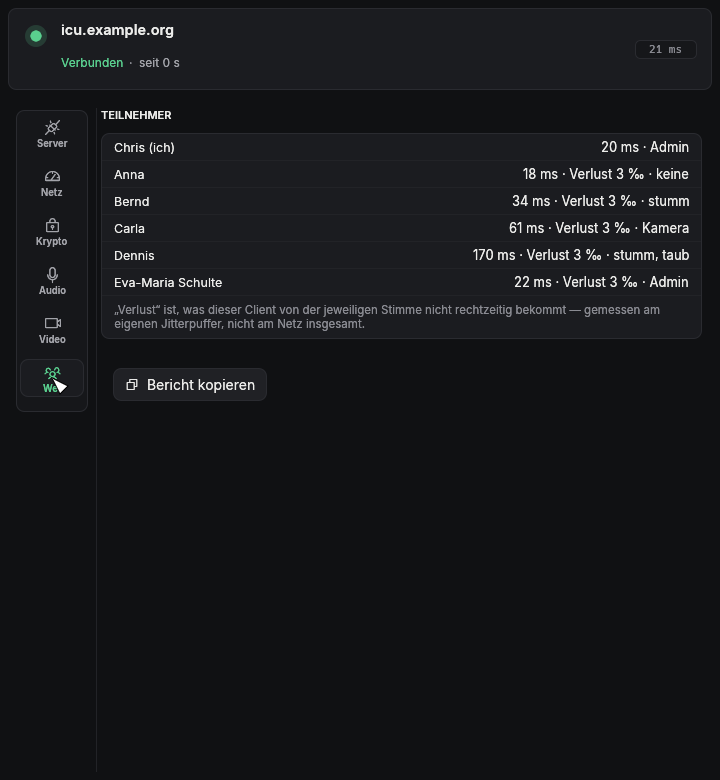 icu.example.org
Verbunden · seit 0 s
21 ms
Server
Netz
Krypto
Audio
Video
TEILNEHMER
Chris (ich) 20 ms · Admin
Anna 18 ms · Verlust 3 ‰ · keine
Bernd 34 ms · Verlust 3 ‰ · stumm
Carla 61 ms · Verlust 3 ‰ · Kamera
Dennis 170 ms · Verlust 3 ‰ · stumm, taub
Eva-Maria Schulte 22 ms · Verlust 3 ‰ · Admin
„Verlust“ ist, was dieser Client von der jeweiligen Stimme nicht rechtzeitig bekommt — gemessen am
eigenen Jitterpuffer, nicht am Netz insgesamt.
Bericht kopieren